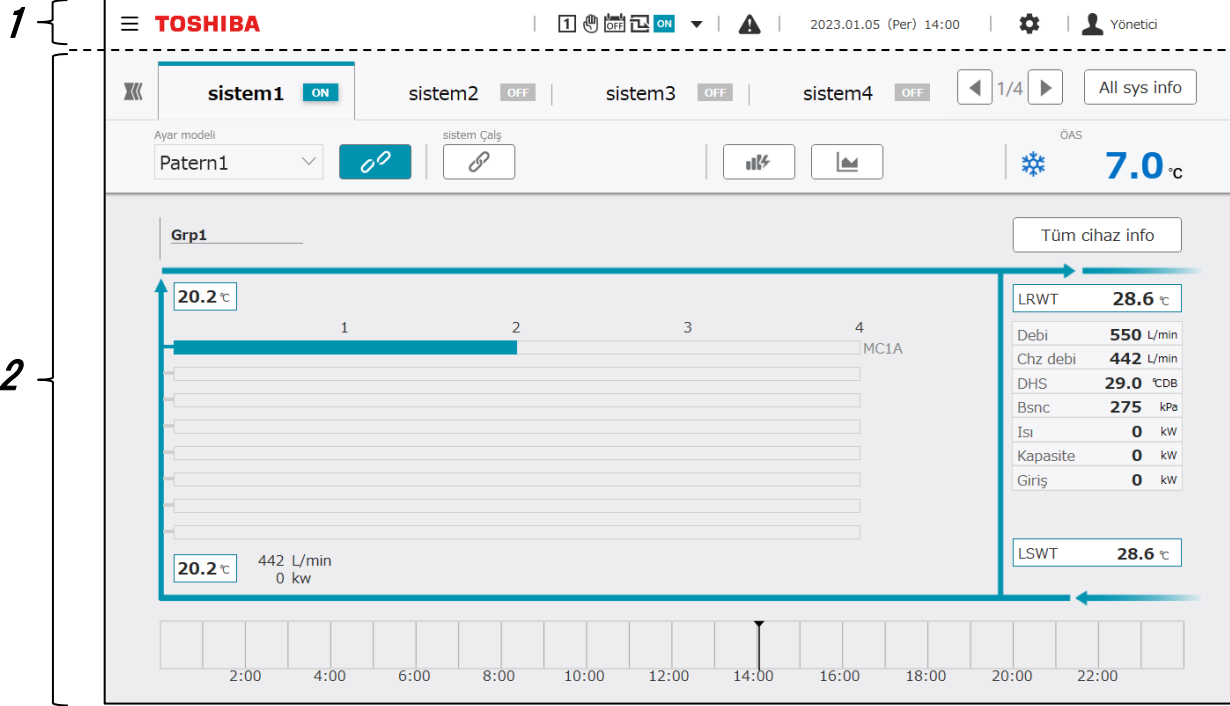 1
TOSHIBA
1 OFF ON
2023.01.05 (Per) 14:00
Yönetici
2
sistem1 ON
sistem2 OFF
sistem3 OFF
sistem4 OFF
1/4
All sys info
Ayar modeli
sistem Çalş
ÖAS
Patern1
7.0 °C
Grp1
Tüm cihaz info
20.2 ℃
LRWT 28.6 ℃
1 2 3 4
MC1A
Debi 550 L/min
Chz debi 442 L/min
DHS 29.0 ℃DB
Bsnc 275 kPa
Isı 0 kW
Kapasite 0 kW
Giriş 0 kW
LSWT 28.6 ℃
20.2 ℃
442 L/min
0 kw
2:00 4:00 6:00 8:00 10:00 12:00 14:00 16:00 18:00 20:00 22:00